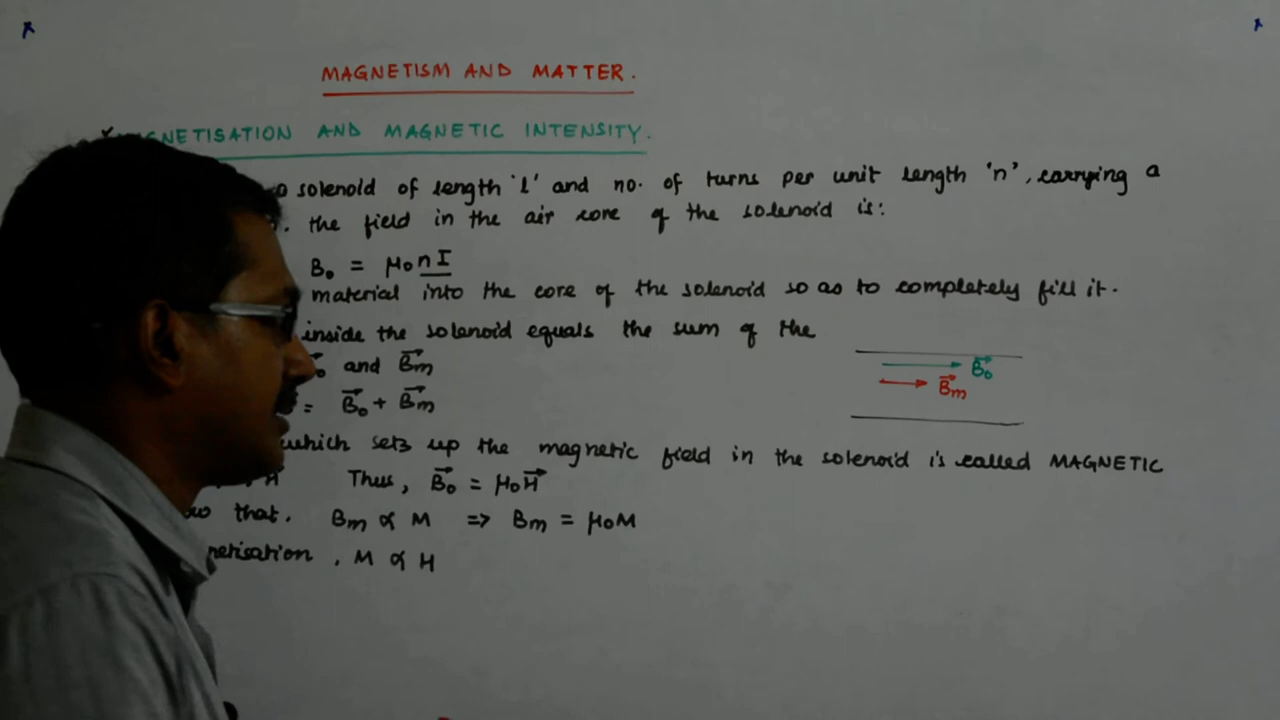 MAGNETISM AND MATTER.
AND MAGNETIC INTENSITY.
solenoid of length 'l' and no. of turns per unit length 'n', carrying a
the field in the air core of the solenoid is:
B₀ = μ₀nI
material into the core of the solenoid so as to completely fill it.
inside the solenoid equals the sum of the
and B⃗m
B⃗₀
B⃗m
= B⃗₀ + B⃗m
which sets up the magnetic field in the solenoid is called MAGNETIC
H Thus, B⃗₀ = μ₀H⃗
that. Bm ∝ M => Bm = μ₀M
, M ∝ H